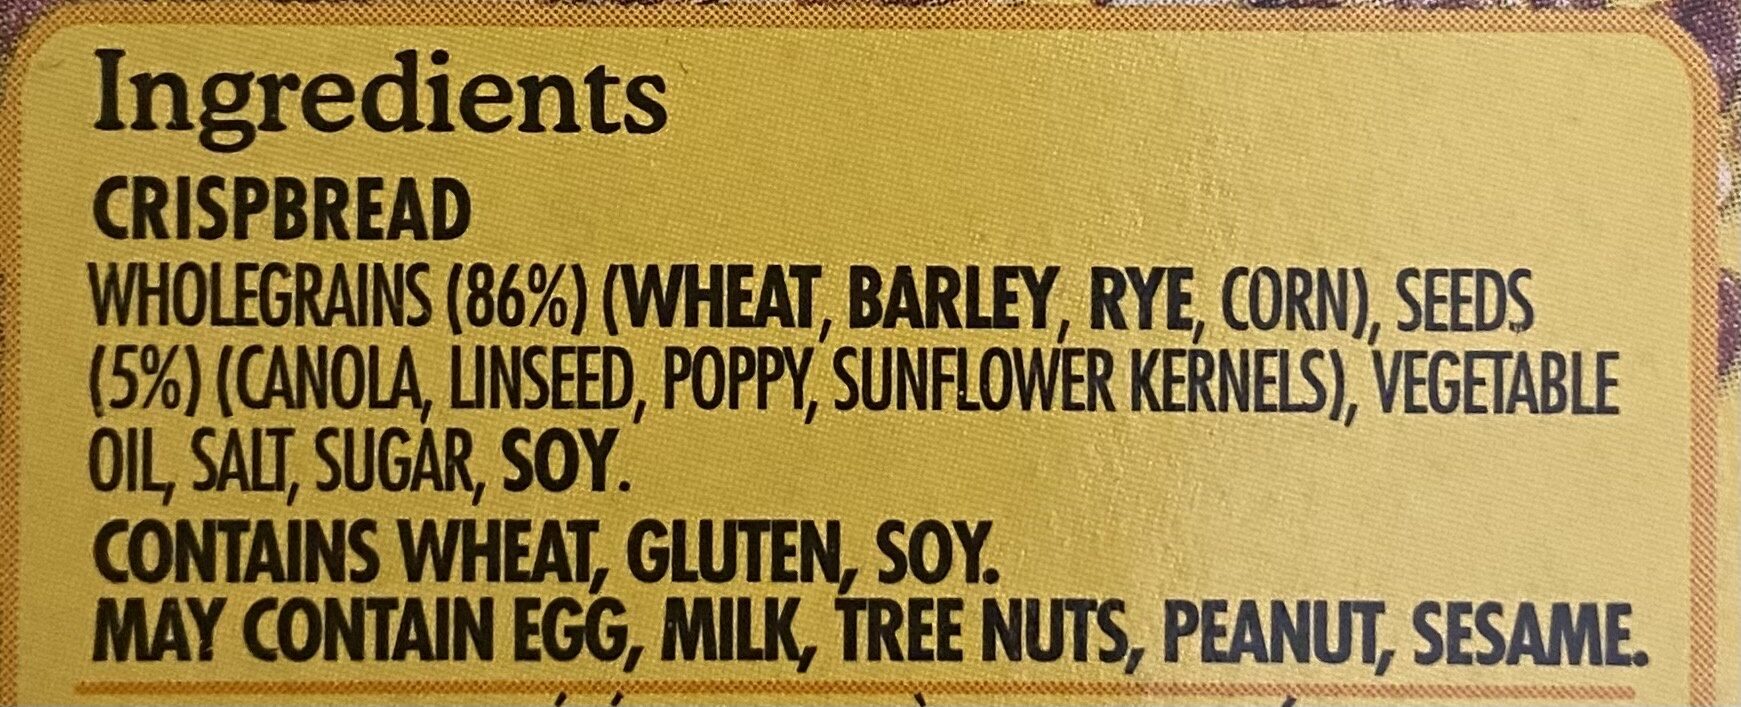 Ingredients
CRISPBREAD
WHOLEGRAINS (86%) (WHEAT, BARLEY, RYE, CORN), SEEDS
(5%) (CANOLA, LINSEED, POPPY, SUNFLOWER KERNELS), VEGETABLE
OIL, SALT, SUGAR, SOY.
CONTAINS WHEAT, GLUTEN, SOY.
MAY CONTAIN EGG, MILK, TREE NUTS, PEANUT, SESAME.